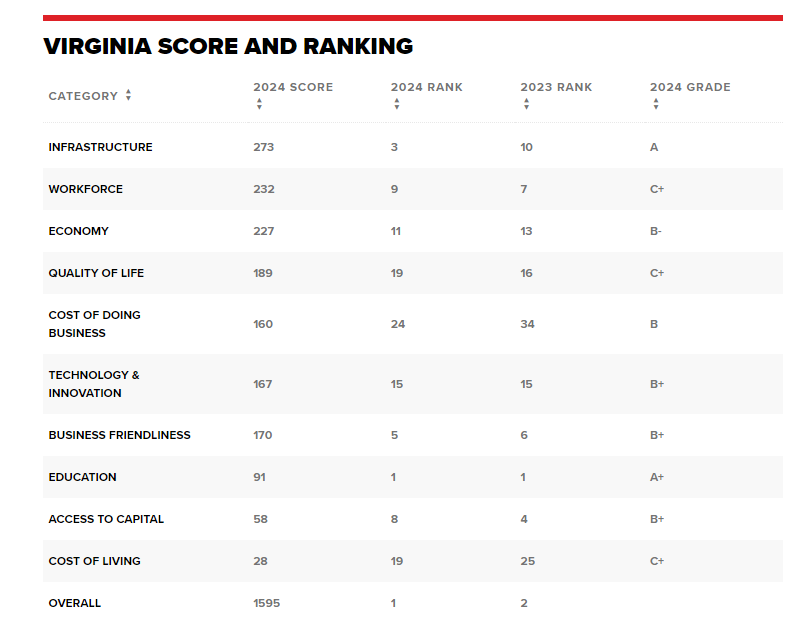 VIRGINIA SCORE AND RANKING
CATEGORY 2024 SCORE 2024 RANK 2023 RANK 2024 GRADE
INFRASTRUCTURE 273 3 10 A
WORKFORCE 232 9 7 C+
ECONOMY 227 11 13 B-
QUALITY OF LIFE 189 19 16 C+
COST OF DOING
BUSINESS 160 24 34 B
TECHNOLOGY &
INNOVATION 167 15 15 B+
BUSINESS FRIENDLINESS 170 5 6 B+
EDUCATION 91 1 1 A+
ACCESS TO CAPITAL 58 8 4 B+
COST OF LIVING 28 19 25 C+
OVERALL 1595 1 2